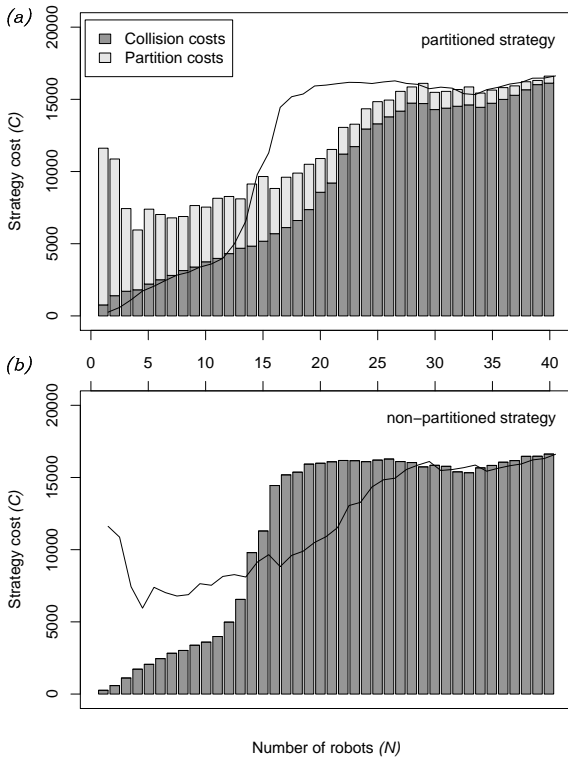 (a)
Collision costs
Partition costs
partitioned strategy
Strategy cost (C)
0 5000 10000 15000 20000
0 5 10 15 20 25 30 35 40
(b)
non−partitioned strategy
Strategy cost (C)
0 5000 10000 15000 20000
Number of robots (N)